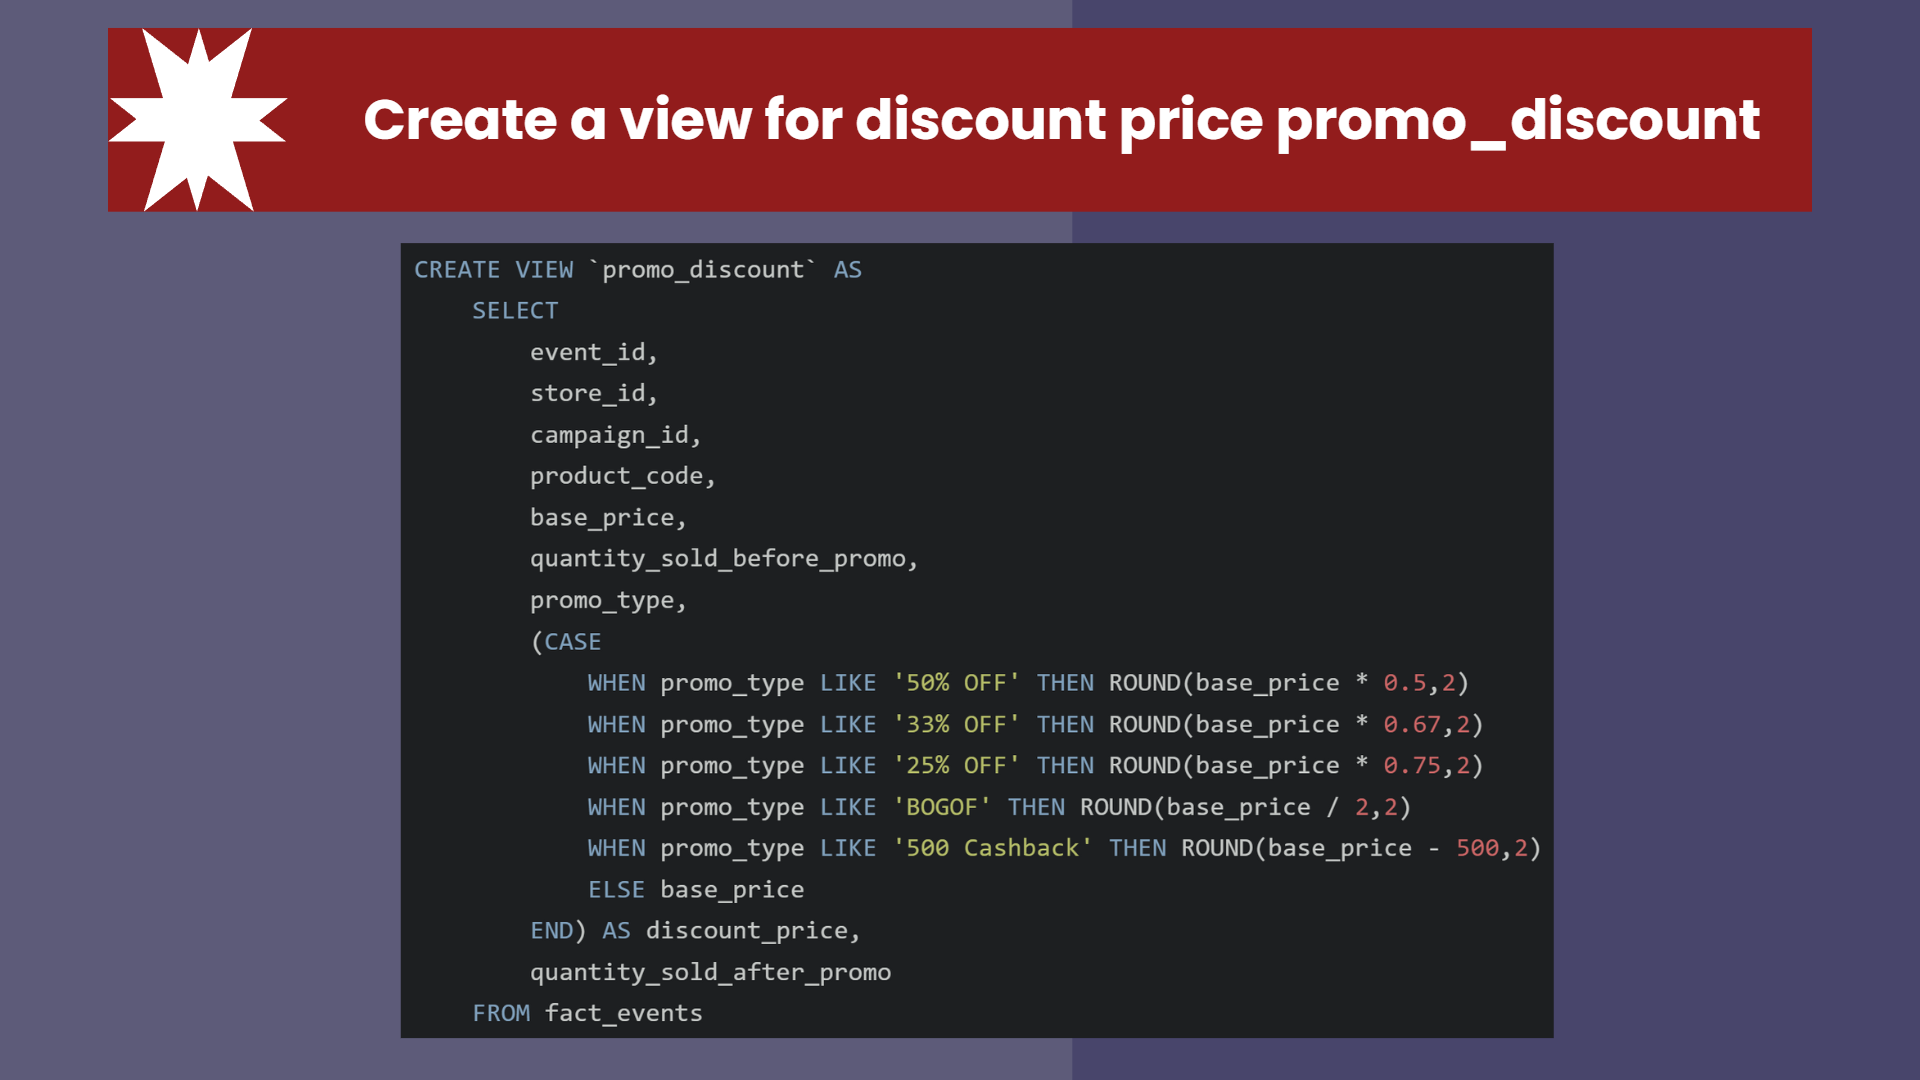 Create a view for discount price promo_discount
CREATE VIEW `promo_discount` AS
    SELECT
        event_id,
        store_id,
        campaign_id,
        product_code,
        base_price,
        quantity_sold_before_promo,
        promo_type,
        (CASE
            WHEN promo_type LIKE '50% OFF' THEN ROUND(base_price * 0.5,2)
            WHEN promo_type LIKE '33% OFF' THEN ROUND(base_price * 0.67,2)
            WHEN promo_type LIKE '25% OFF' THEN ROUND(base_price * 0.75,2)
            WHEN promo_type LIKE 'BOGOF' THEN ROUND(base_price / 2,2)
            WHEN promo_type LIKE '500 Cashback' THEN ROUND(base_price - 500,2)
            ELSE base_price
        END) AS discount_price,
        quantity_sold_after_promo
    FROM fact_events